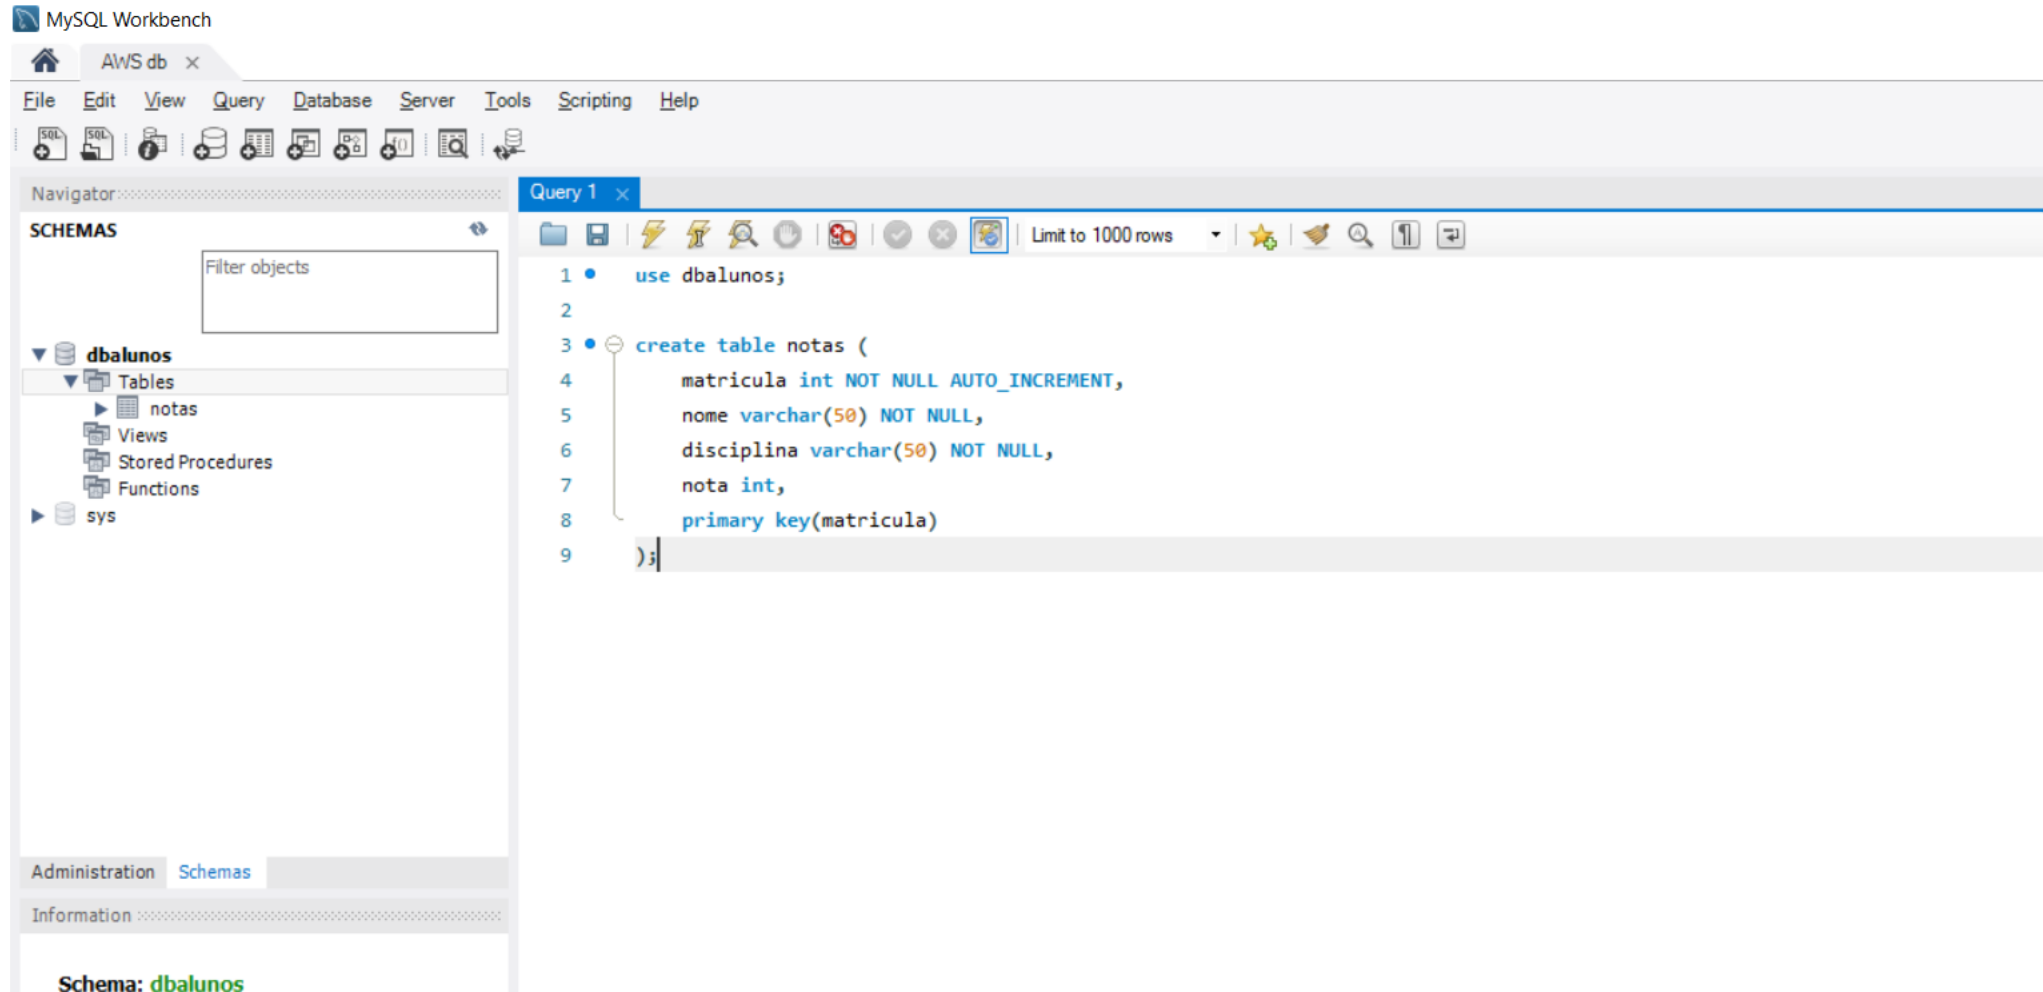 MySQL Workbench
AWS db
File Edit View Query Database Server Tools Scripting Help
Navigator
SCHEMAS
Filter objects
dbalunos
Tables
notas
Views
Stored Procedures
Functions
sys
Administration Schemas
Information
Schema: dbalunos
Query 1
Limit to 1000 rows
1 use dbalunos;
2
3 create table notas (
4 matricula int NOT NULL AUTO_INCREMENT,
5 nome varchar(50) NOT NULL,
6 disciplina varchar(50) NOT NULL,
7 nota int,
8 primary key(matricula)
9 );